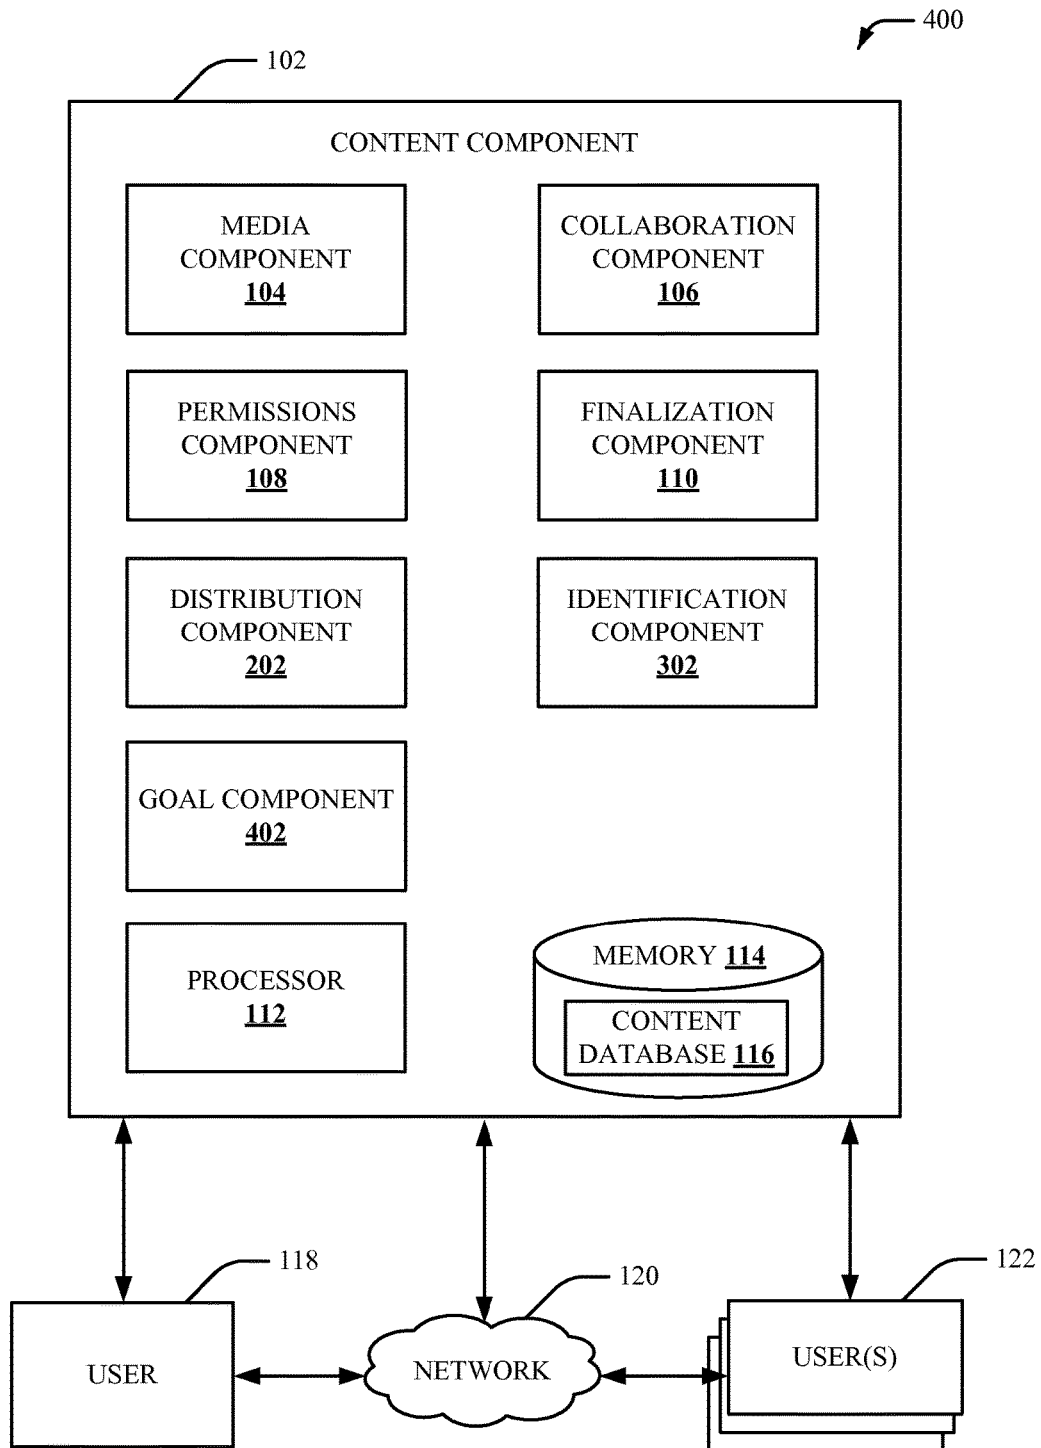 400
102
CONTENT COMPONENT
MEDIA
COMPONENT
104
COLLABORATION
COMPONENT
106
PERMISSIONS
COMPONENT
108
FINALIZATION
COMPONENT
110
DISTRIBUTION
COMPONENT
202
IDENTIFICATION
COMPONENT
302
GOAL COMPONENT
402
PROCESSOR
112
MEMORY 114
CONTENT
DATABASE 116
118
USER
120
NETWORK
122
USER(S)